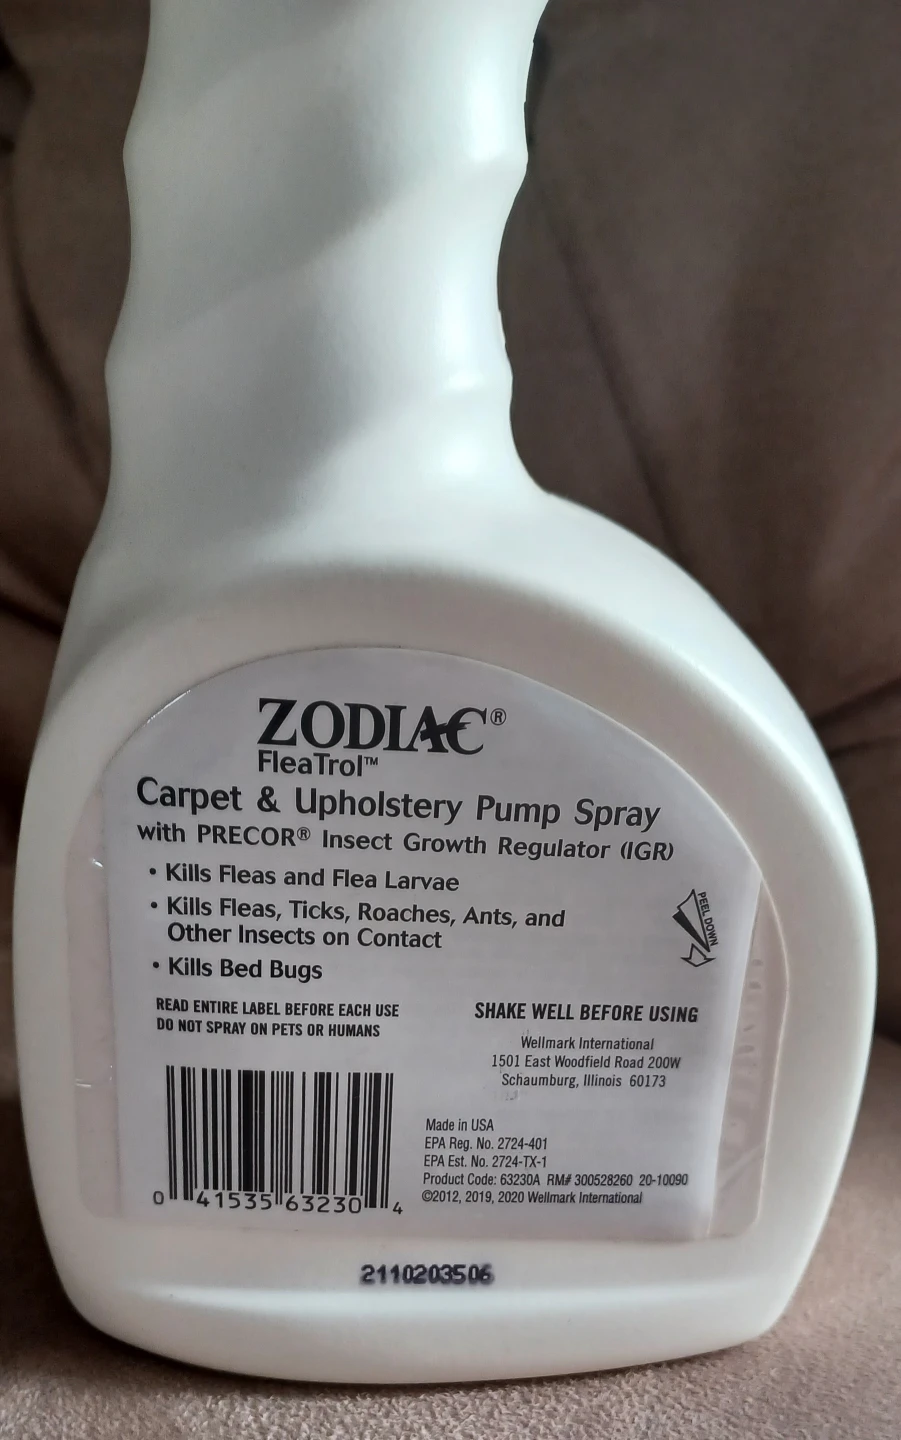 ZODIAC®
FleaTrol™
Carpet & Upholstery Pump Spray
with PRECOR® Insect Growth Regulator (IGR)
• Kills Fleas and Flea Larvae
• Kills Fleas, Ticks, Roaches, Ants, and
Other Insects on Contact
• Kills Bed Bugs
PEEL DOWN
READ ENTIRE LABEL BEFORE EACH USE
DO NOT SPRAY ON PETS OR HUMANS
SHAKE WELL BEFORE USING
Wellmark International
1501 East Woodfield Road 200W
Schaumburg, Illinois 60173
Made in USA
EPA Reg. No. 2724-401
EPA Est. No. 2724-TX-1
Product Code: 63230A RM# 300528260 20-10090
©2012, 2019, 2020 Wellmark International
0 41535 63230 4
2110203506